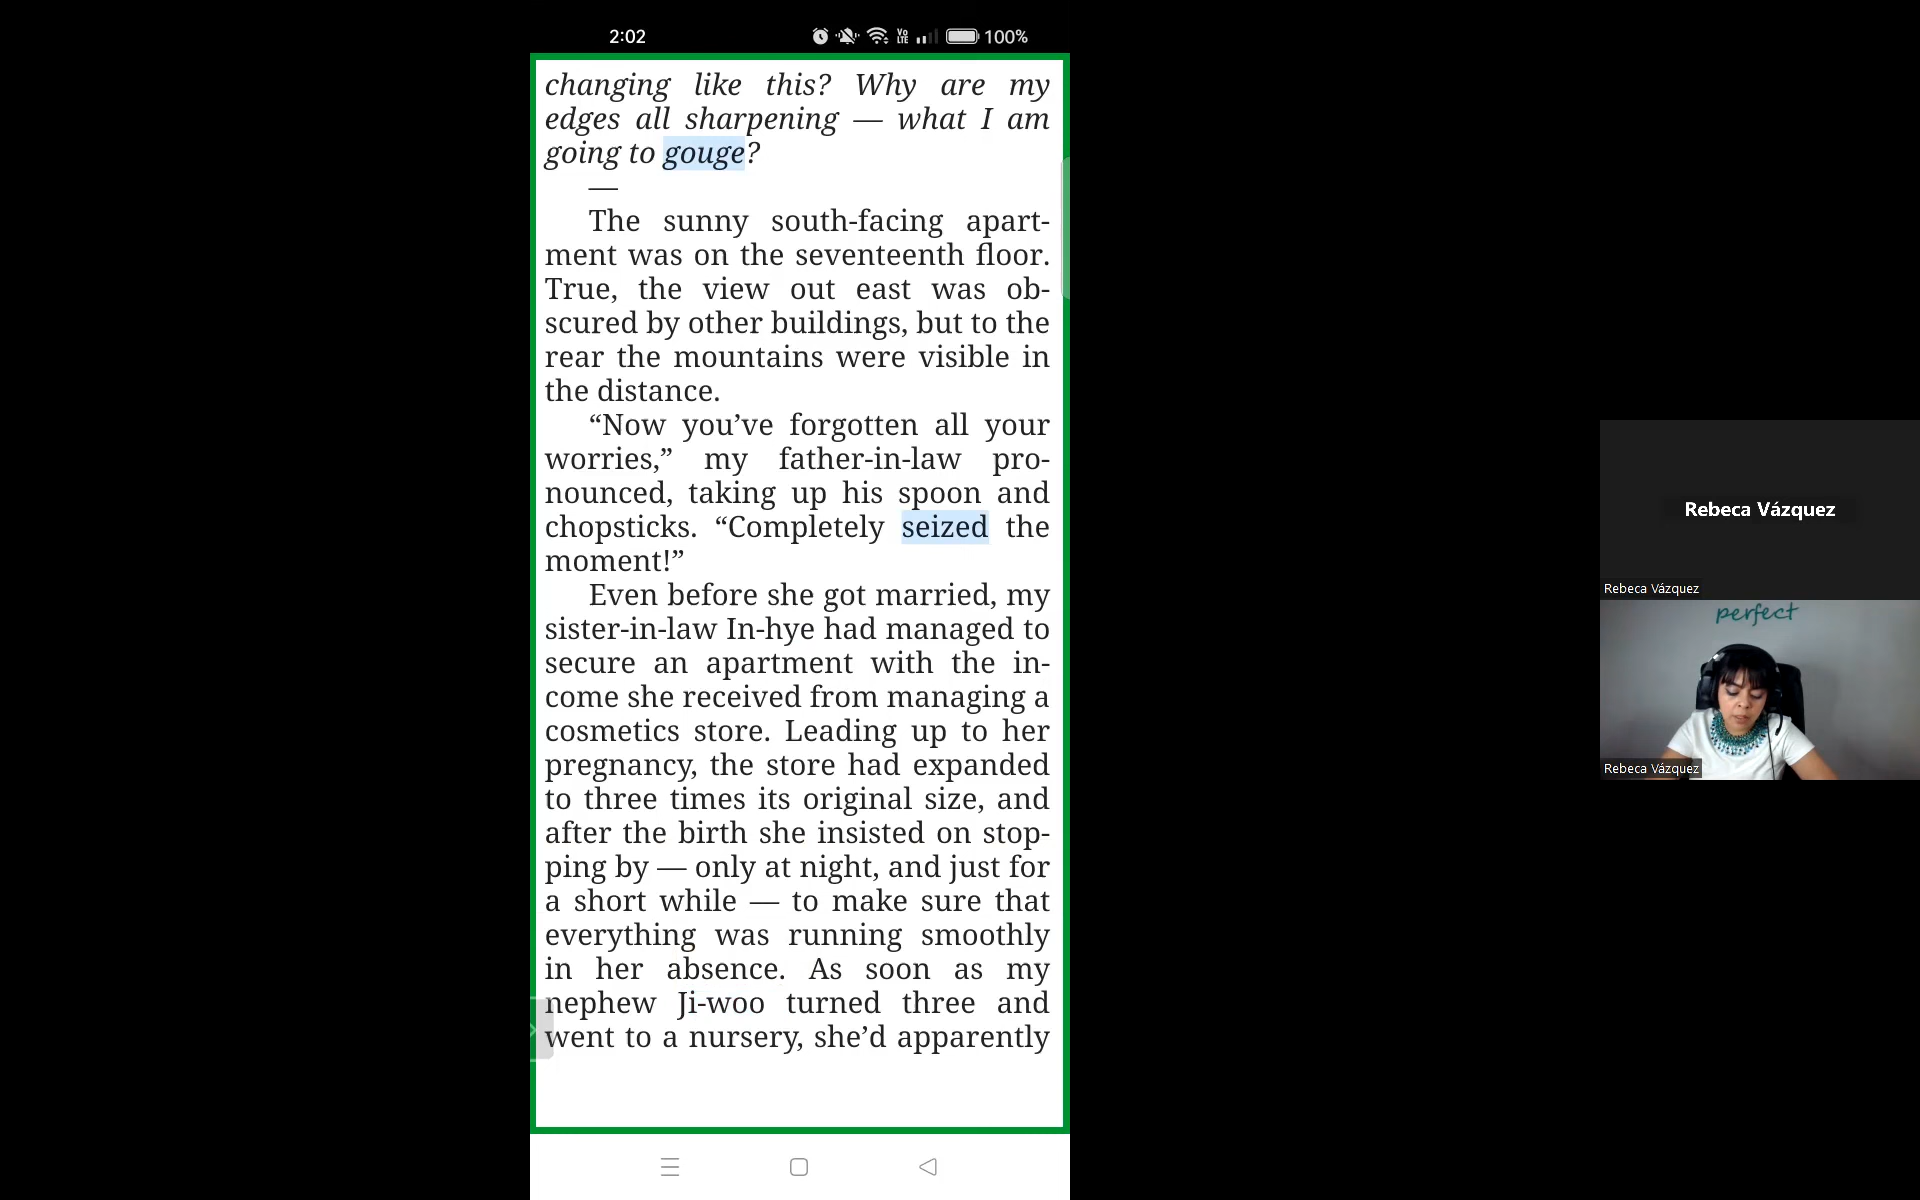 2:02
Vo
LTE
100%
changing like this? Why are my
edges all sharpening — what I am
going to gouge?
—
The sunny south-facing apart-
ment was on the seventeenth floor.
True, the view out east was ob-
scured by other buildings, but to the
rear the mountains were visible in
the distance.
“Now you’ve forgotten all your
worries,” my father-in-law pro-
nounced, taking up his spoon and
chopsticks. “Completely seized the
moment!”
Even before she got married, my
sister-in-law In-hye had managed to
secure an apartment with the in-
come she received from managing a
cosmetics store. Leading up to her
pregnancy, the store had expanded
to three times its original size, and
after the birth she insisted on stop-
ping by — only at night, and just for
a short while — to make sure that
everything was running smoothly
in her absence. As soon as my
nephew Ji-woo turned three and
went to a nursery, she’d apparently
Rebeca Vázquez
Rebeca Vázquez
perfect
Rebeca Vázquez